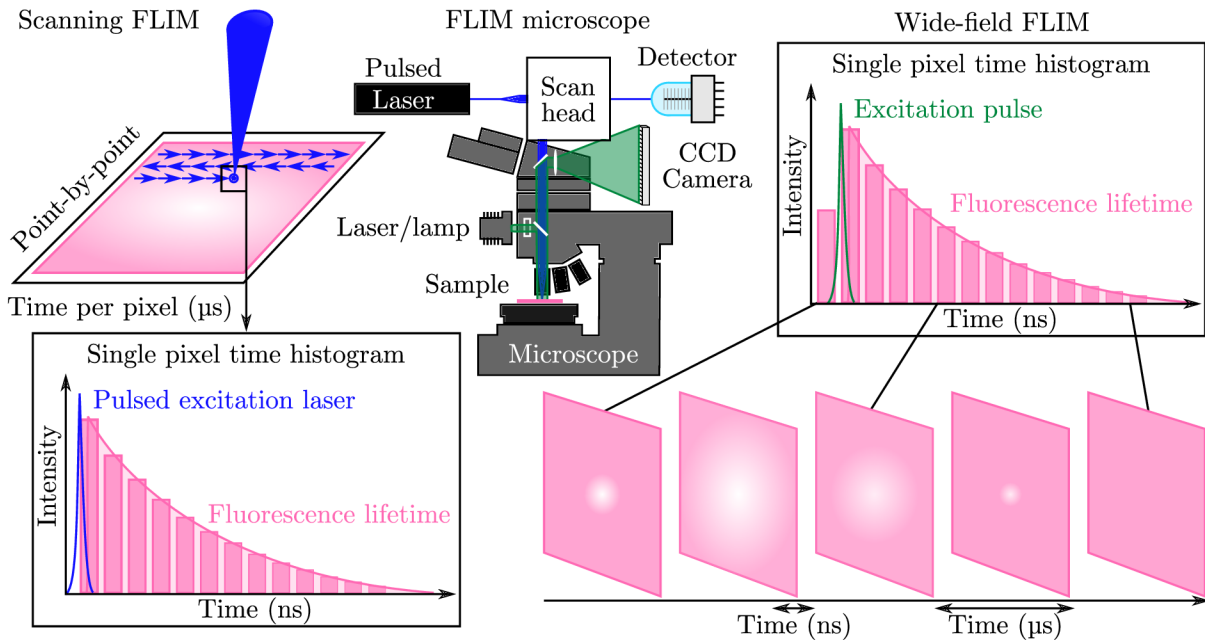 Scanning FLIM
Point-by-point
Time per pixel (µs)
Single pixel time histogram
Pulsed excitation laser
Intensity
Fluorescence lifetime
Time (ns)
FLIM microscope
Pulsed
Laser
Scan
head
Detector
CCD
Camera
Laser/lamp
Sample
Microscope
Wide-field FLIM
Single pixel time histogram
Excitation pulse
Intensity
Fluorescence lifetime
Time (ns)
Time (ns)
Time (µs)